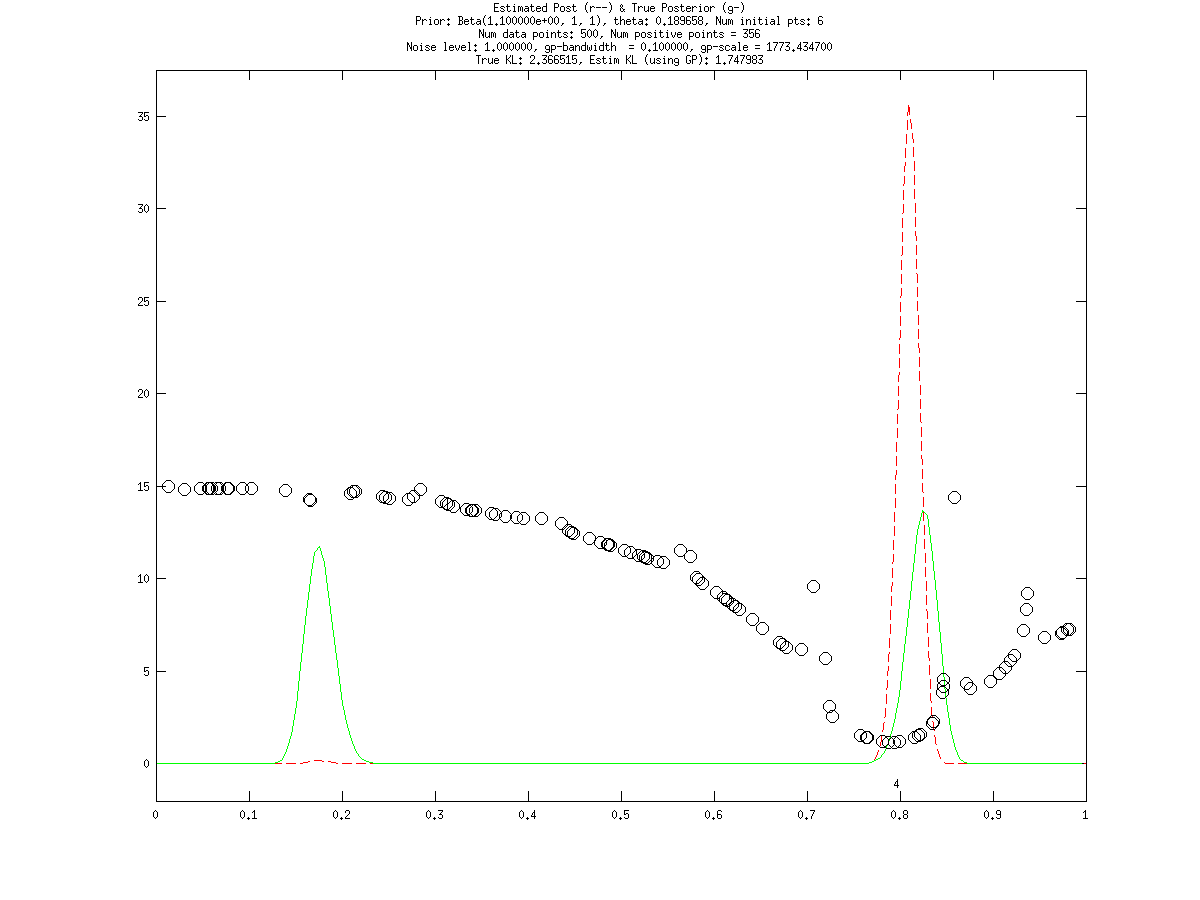 Estimated Post (r--) & True Posterior (g-)
Prior: Beta(1.100000e+00, 1, 1), theta: 0.189658, Num initial pts: 6
Num data points: 500, Num positive points = 356
Noise level: 1.000000, gp-bandwidth  = 0.100000, gp-scale = 1773.434700
True KL: 2.366515, Estim KL (using GP): 1.747983
35
30
25
20
15
10
5
0
4
0 0.1 0.2 0.3 0.4 0.5 0.6 0.7 0.8 0.9 1